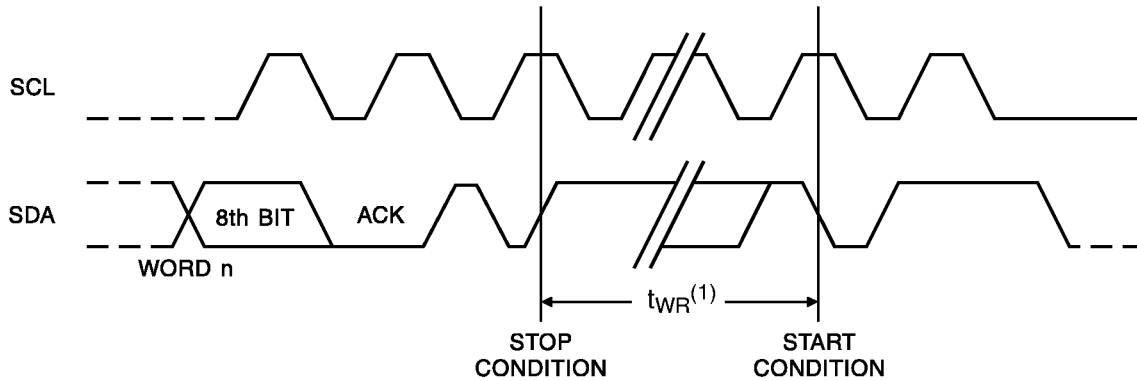 SCL
SDA
8th BIT
ACK
WORD n
tWR(1)
STOP
CONDITION
START
CONDITION